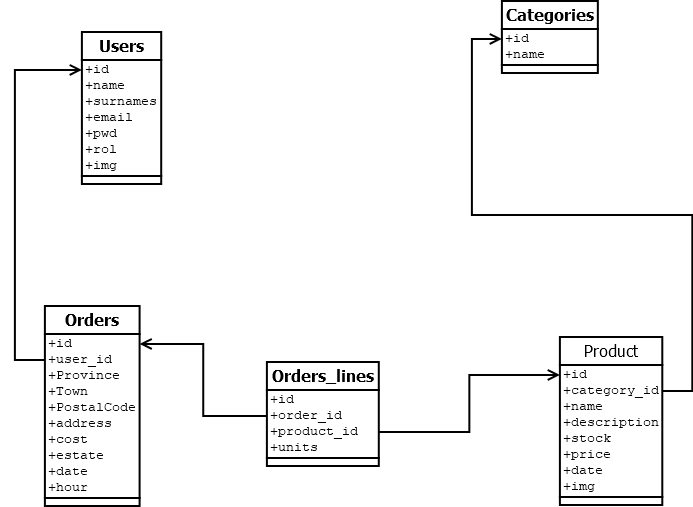 Users
+id
+name
+surnames
+email
+pwd
+rol
+img
Categories
+id
+name
Orders
+id
+user_id
+Province
+Town
+PostalCode
+address
+cost
+estate
+date
+hour
Orders_lines
+id
+order_id
+product_id
+units
Product
+id
+category_id
+name
+description
+stock
+price
+date
+img